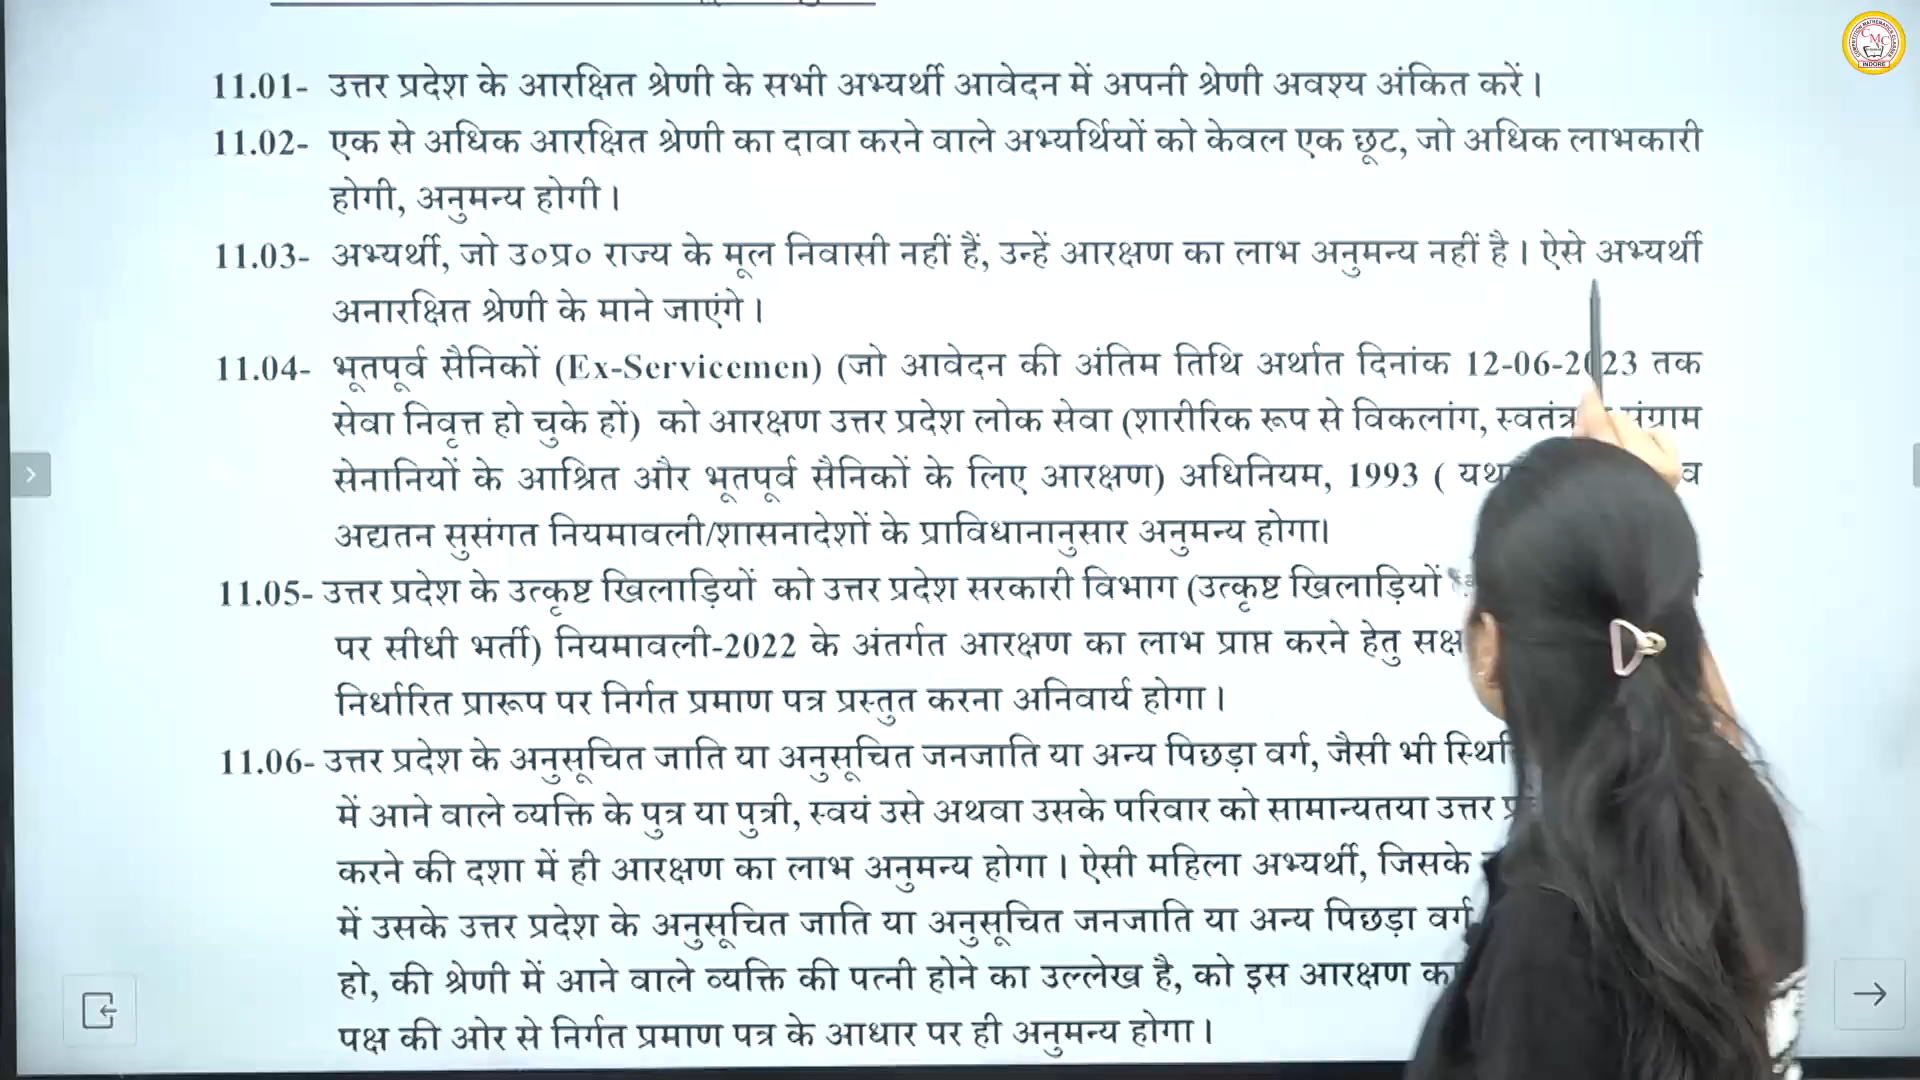 11.01- उत्तर प्रदेश के आरक्षित श्रेणी के सभी अभ्यर्थी आवेदन में अपनी श्रेणी अवश्य अंकित करें।
11.02- एक से अधिक आरक्षित श्रेणी का दावा करने वाले अभ्यर्थियों को केवल एक छूट, जो अधिक लाभकारी
होगी, अनुमन्य होगी।
11.03- अभ्यर्थी, जो उ०प्र० राज्य के मूल निवासी नहीं हैं, उन्हें आरक्षण का लाभ अनुमन्य नहीं है। ऐसे अभ्यर्थी
अनारक्षित श्रेणी के माने जाएंगे।
11.04- भूतपूर्व सैनिकों (Ex-Servicemen) (जो आवेदन की अंतिम तिथि अर्थात दिनांक 12-06-2023 तक
सेवा निवृत्त हो चुके हों) को आरक्षण उत्तर प्रदेश लोक सेवा (शारीरिक रूप से विकलांग, संग्राम
सेनानियों के आश्रित और भूतपूर्व सैनिकों के लिए आरक्षण) अधिनियम, 1993 ( व
अद्यतन सुसंगत नियमावली/शासनादेशों के प्राविधानानुसार अनुमन्य होगा।
11.05- उत्तर प्रदेश के उत्कृष्ट खिलाड़ियों को उत्तर प्रदेश सरकारी विभाग (उत्कृष्ट खिलाड़ियों
पर सीधी भर्ती) नियमावली-2022 के अंतर्गत आरक्षण का लाभ प्राप्त करने हेतु
निर्धारित प्रारूप पर निर्गत प्रमाण पत्र प्रस्तुत करना अनिवार्य होगा।
11.06- उत्तर प्रदेश के अनुसूचित जाति या अनुसूचित जनजाति या अन्य पिछड़ा वर्ग, जैसी भी
में आने वाले व्यक्ति के पुत्र या पुत्री, स्वयं उसे अथवा उसके परिवार को सामान्यतया उत्तर
करने की दशा में ही आरक्षण का लाभ अनुमन्य होगा। ऐसी महिला अभ्यर्थी, जिसके
में उसके उत्तर प्रदेश के अनुसूचित जाति या अनुसूचित जनजाति या अन्य पिछड़ा वर्ग
हो, की श्रेणी में आने वाले व्यक्ति की पत्नी होने का उल्लेख है, को इस आरक्षण
पक्ष की ओर से निर्गत प्रमाण पत्र के आधार पर ही अनुमन्य होगा।
CMC
INDORE